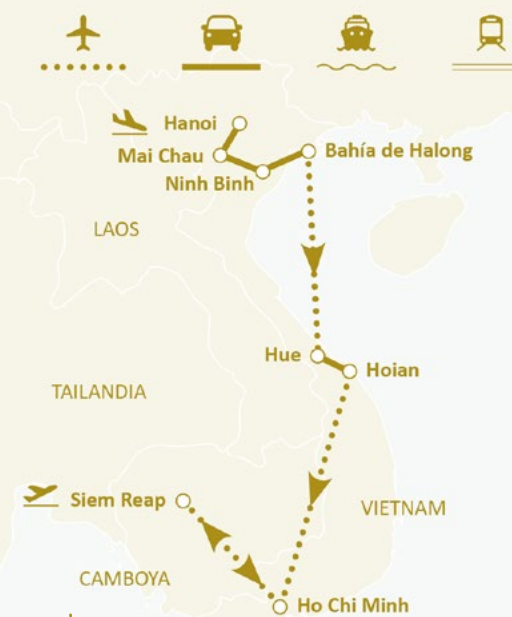 Hanoi
Mai Chau
Bahía de Halong
Ninh Binh
LAOS
Hue
Hoian
TAILANDIA
Siem Reap
VIETNAM
CAMBOYA
Ho Chi Minh